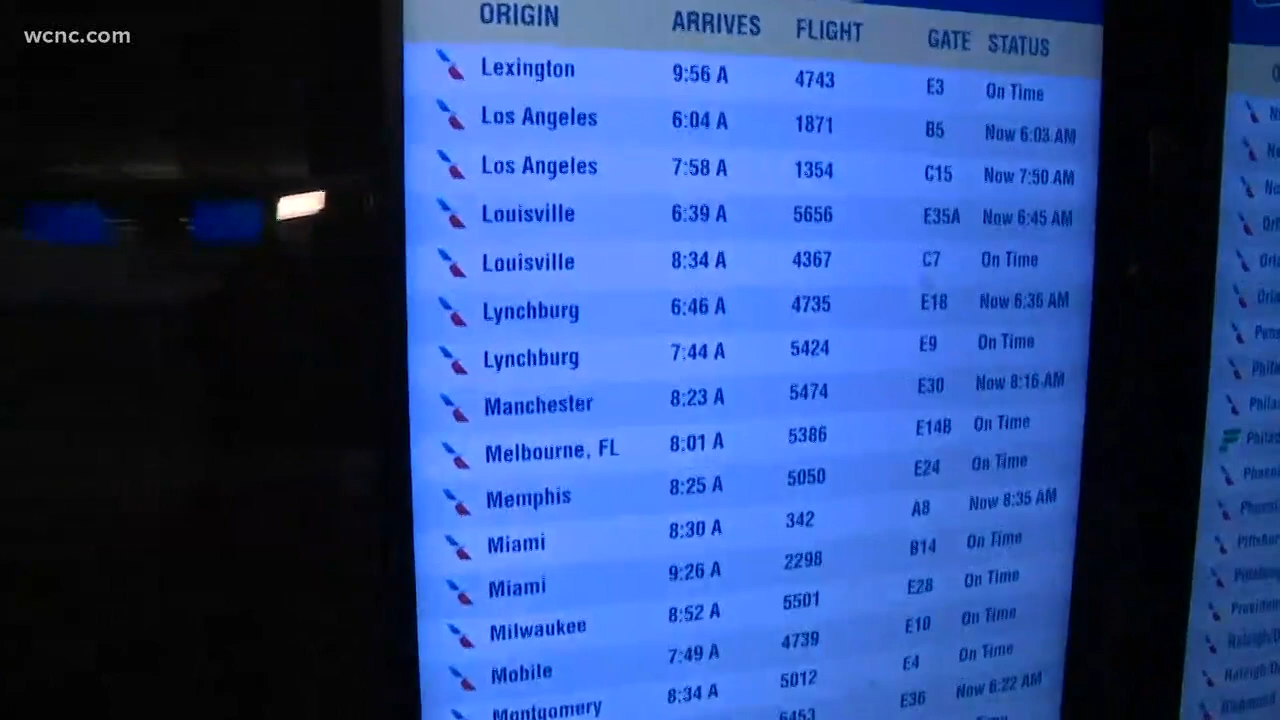 wcnc.com
ORIGIN ARRIVES FLIGHT GATE STATUS
Lexington 9:56 A 4743 E3 On Time
Los Angeles 6:04 A 1871 B5 Now 6:03 AM
Los Angeles 7:58 A 1354 C15 Now 7:50 AM
Louisville 6:39 A 5656 E35A Now 6:45 AM
Louisville 8:34 A 4367 C7 On Time
Lynchburg 6:46 A 4735 E18 Now 6:36 AM
Lynchburg 7:44 A 5424 E9 On Time
Manchester 8:23 A 5474 E30 Now 8:16 AM
Melbourne, FL 8:01 A 5386 E14B On Time
Memphis 8:25 A 5050 E24 On Time
Miami 8:30 A 342 A8 Now 8:35 AM
Miami 9:26 A 2298 B14 On Time
Milwaukee 8:52 A 5501 E28 On Time
Mobile 7:49 A 4739 E10 On Time
Montgomery 8:34 A 5012 E4 On Time
6453 E36 Now 6:22 AM